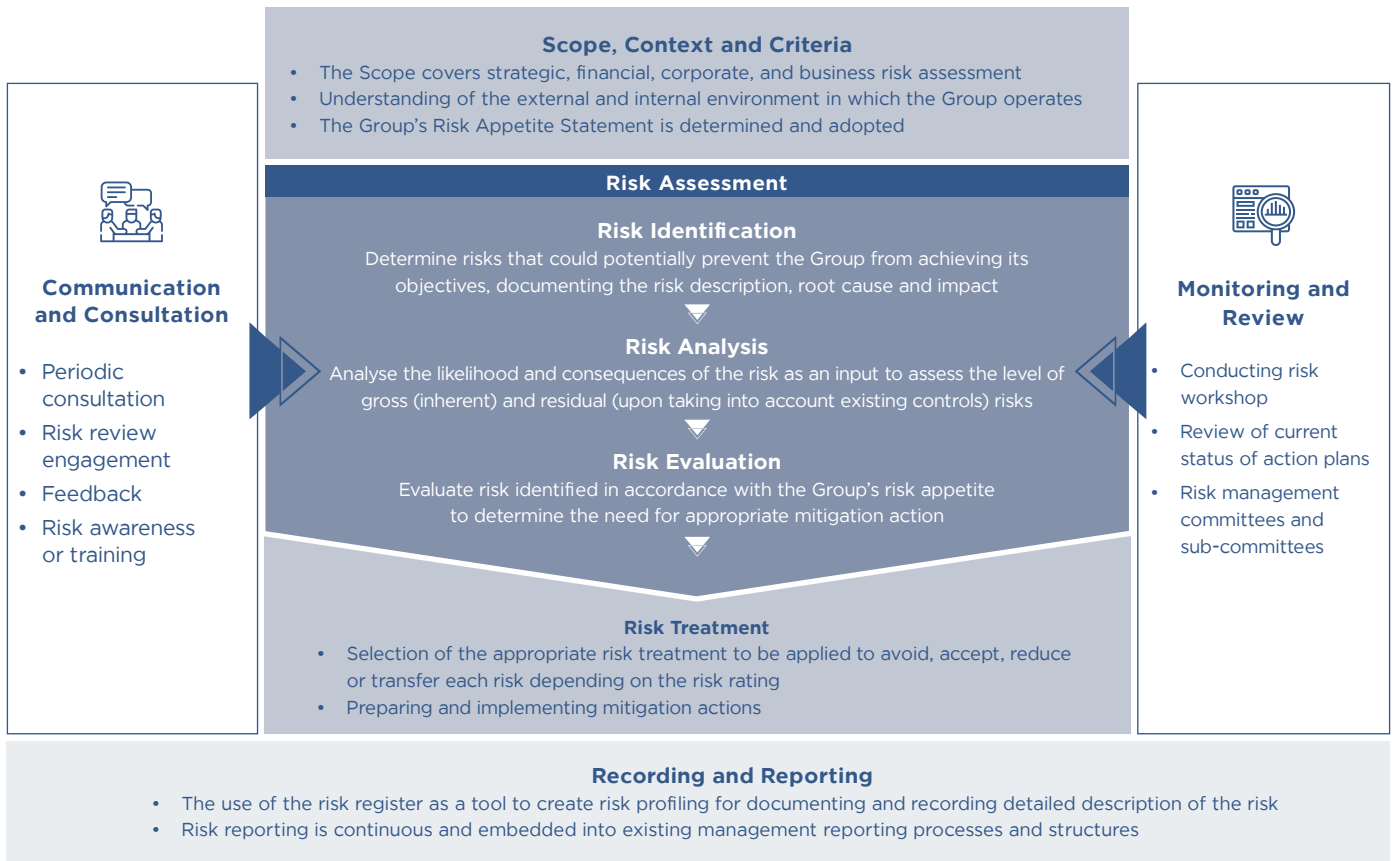 Scope, Context and Criteria
• The Scope covers strategic, financial, corporate, and business risk assessment
• Understanding of the external and internal environment in which the Group operates
• The Group's Risk Appetite Statement is determined and adopted
Communication
and Consultation
• Periodic
consultation
• Risk review
engagement
• Feedback
• Risk awareness
or training
Risk Assessment
Risk Identification
Determine risks that could potentially prevent the Group from achieving its
objectives, documenting the risk description, root cause and impact
Risk Analysis
Analyse the likelihood and consequences of the risk as an input to assess the level of
gross (inherent) and residual (upon taking into account existing controls) risks
Risk Evaluation
Evaluate risk identified in accordance with the Group's risk appetite
to determine the need for appropriate mitigation action
Risk Treatment
• Selection of the appropriate risk treatment to be applied to avoid, accept, reduce
or transfer each risk depending on the risk rating
• Preparing and implementing mitigation actions
Monitoring and
Review
• Conducting risk
workshop
• Review of current
status of action plans
• Risk management
committees and
sub-committees
Recording and Reporting
• The use of the risk register as a tool to create risk profiling for documenting and recording detailed description of the risk
• Risk reporting is continuous and embedded into existing management reporting processes and structures